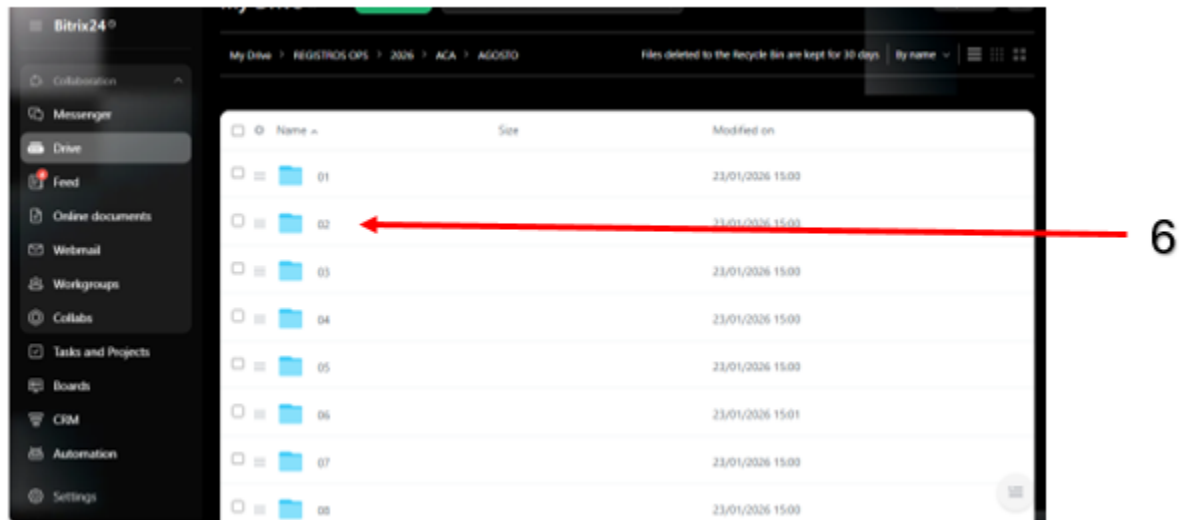 Bitrix24
My Drive
My Drive > REGISTROS OPS > 2026 > ACA > AGOSTO
Files deleted to the Recycle Bin are kept for 30 days
By name
Collaboration
Messenger
Drive
Feed
Online documents
Webmail
Workgroups
Collabs
Tasks and Projects
Boards
CRM
Automation
Settings
Name Size Modified on
01 23/01/2026 15:00
02 23/01/2026 15:00
03 23/01/2026 15:00
04 23/01/2026 15:00
05 23/01/2026 15:00
06 23/01/2026 15:01
07 23/01/2026 15:00
08 23/01/2026 15:00
6